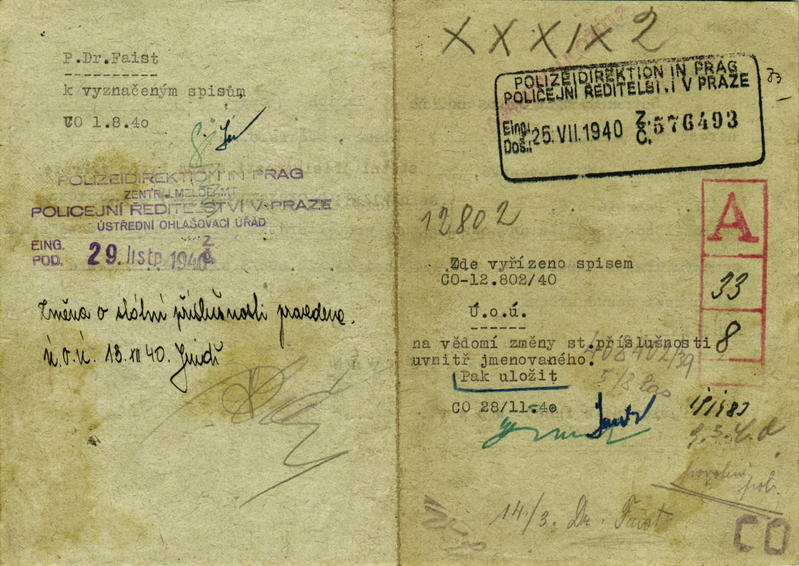 P.Dr.Faist
k vyznačeným spisům
CO 1.8.40
POLIZEIDIREKTION IN PRAG
ZENTRALMELDEAMT
POLICEJNÍ ŘEDITELSTVÍ V PRAZE
ÚSTŘEDNÍ OHLAŠOVACÍ ÚŘAD
EING.
POD. 29. listp. 1940 Z Č.
Změna o státní příslušnosti provedena.
ú.o.ú. 13. XII 40.
XXXIX 2
POLIZEIDIREKTION IN PRAG
POLICEJNÍ ŘEDITELSTVÍ V PRAZE
Eing.:
Doš.: 25.VII.1940 Z. Č. 576493
12802
A
33
8
Zde vyřízeno spisem
CO-12.802/40
Ú.o.ú.
na vědomí změny st.příslušnosti
uvnitř jmenovaného.
408402/39
Pak uložit
CO 28/11.40
14./3. Dr. Faist
CO